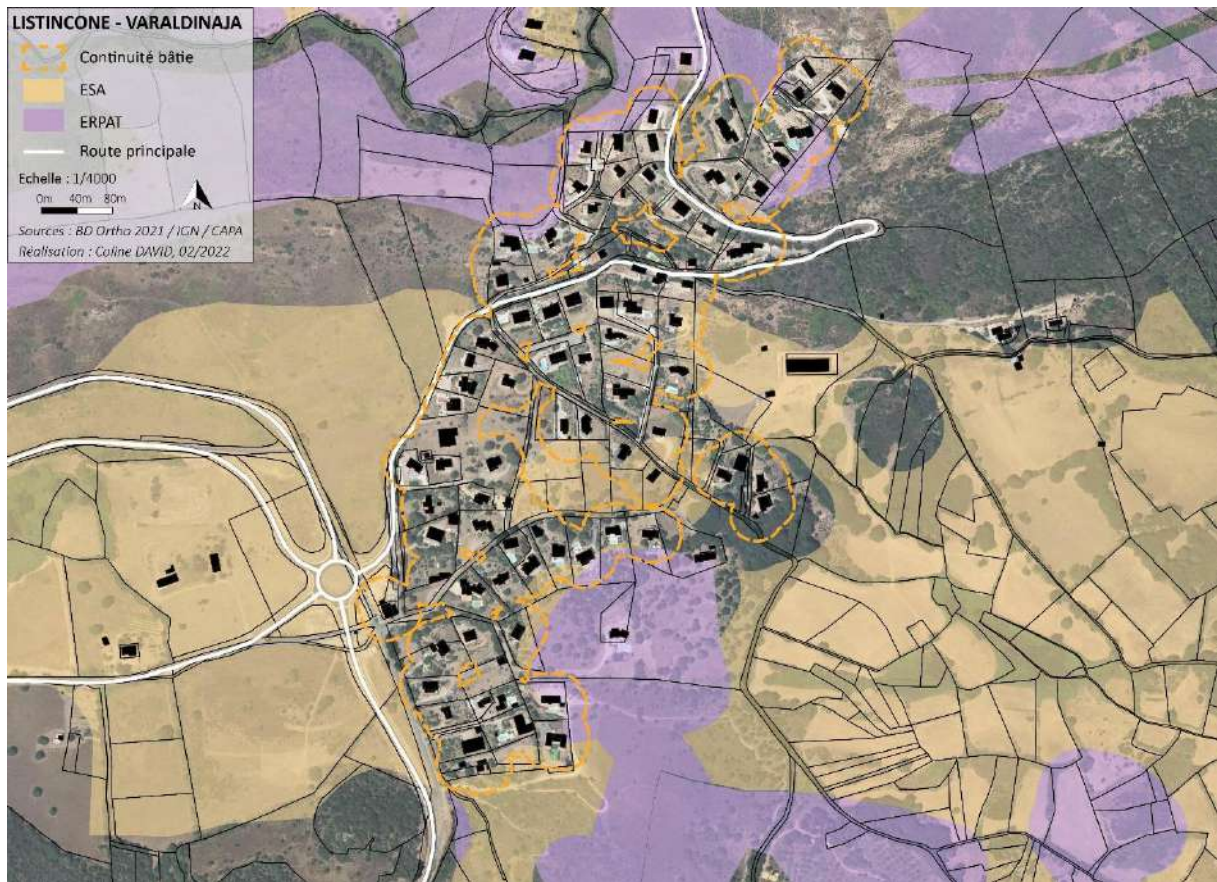 LISTINCONE - VARALDINAJA
Continuité bâtie
ESA
ERPAT
Route principale
Echelle : 1/4000
0m 40m 80m
N
Sources : BD Ortho 2021 / IGN / CAPA
Réalisation : Coline DAVID, 02/2022